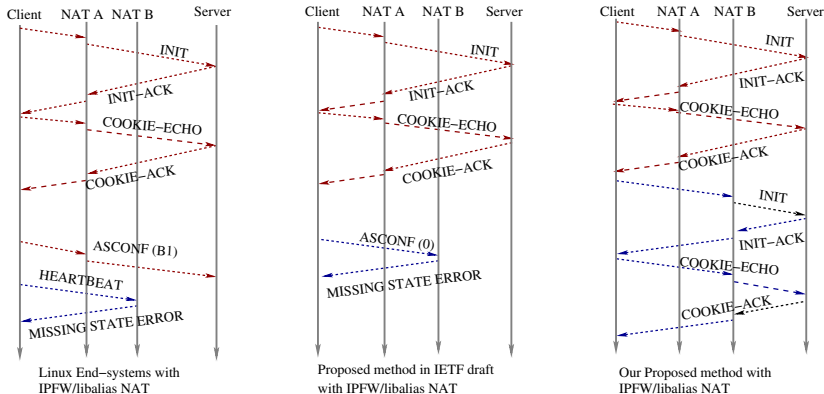 Client NAT A NAT B Server
INIT
INIT-ACK
COOKIE-ECHO
COOKIE-ACK
ASCONF (B1)
HEARTBEAT
MISSING STATE ERROR
Linux End-systems with
IPFW/libalias NAT
Client NAT A NAT B Server
INIT
INIT-ACK
COOKIE-ECHO
COOKIE-ACK
ASCONF (0)
MISSING STATE ERROR
Proposed method in IETF draft
with IPFW/libalias NAT
Client NAT A NAT B Server
INIT
INIT-ACK
COOKIE-ECHO
COOKIE-ACK
INIT
INIT-ACK
COOKIE-ECHO
COOKIE-ACK
Our Proposed method with
IPFW/libalias NAT